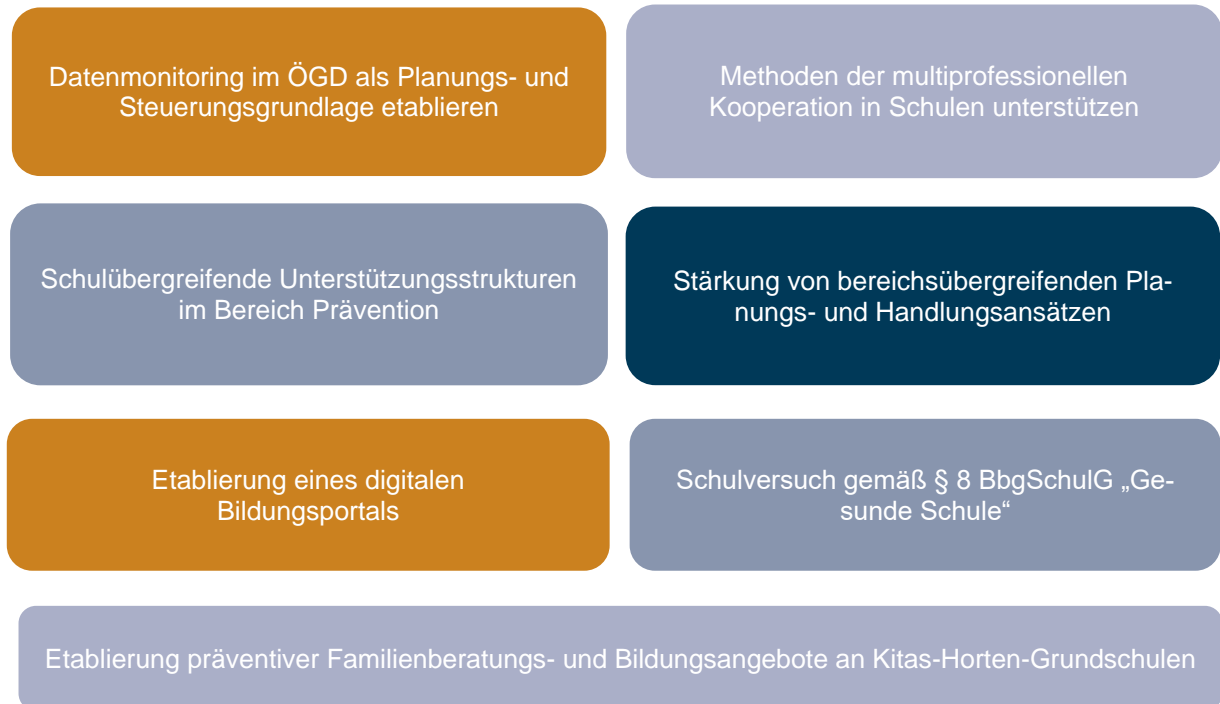 Datenmonitoring im ÖGD als Planungs- und
Steuerungsgrundlage etablieren
Methoden der multiprofessionellen
Kooperation in Schulen unterstützen
Schulübergreifende Unterstützungsstrukturen
im Bereich Prävention
Stärkung von bereichsübergreifenden Pla-
nungs- und Handlungsansätzen
Etablierung eines digitalen
Bildungsportals
Schulversuch gemäß § 8 BbgSchulG „Ge-
sunde Schule“
Etablierung präventiver Familienberatungs- und Bildungsangebote an Kitas-Horten-Grundschulen